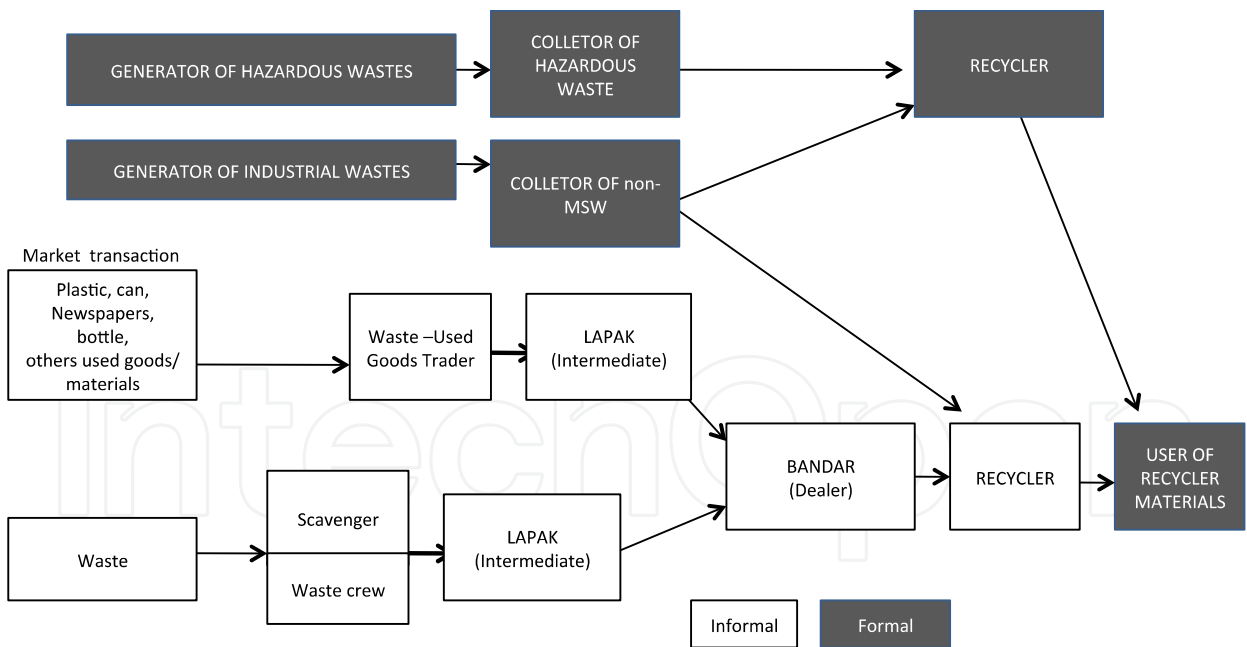 GENERATOR OF HAZARDOUS WASTES
COLLETOR OF
HAZARDOUS
WASTE
RECYCLER
GENERATOR OF INDUSTRIAL WASTES
COLLETOR OF non-
MSW
Market transaction
Plastic, can,
Newspapers,
bottle,
others used goods/
materials
Waste –Used
Goods Trader
LAPAK
(Intermediate)
BANDAR
(Dealer)
RECYCLER
USER OF
RECYCLER
MATERIALS
Waste
Scavenger
Waste crew
LAPAK
(Intermediate)
Informal
Formal
IntechOpen